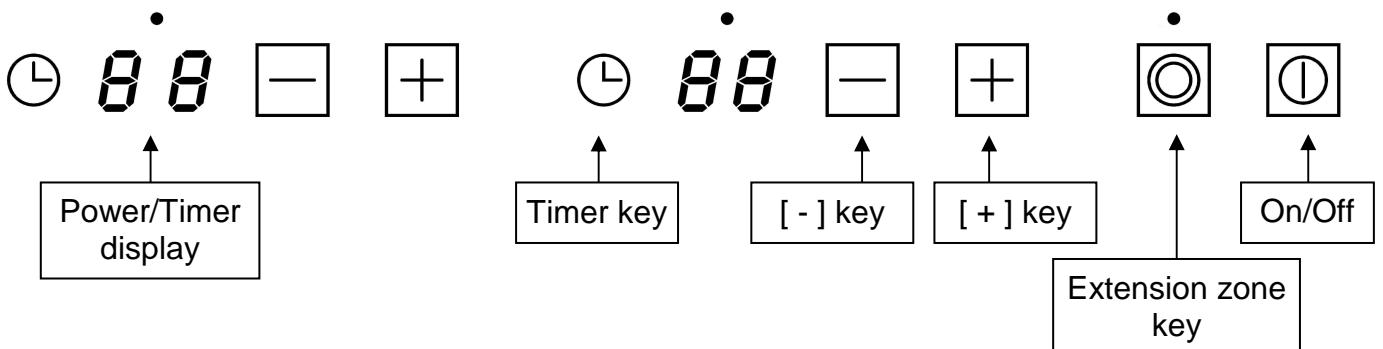 88 88
Power/Timer
display
Timer key
[ - ] key
[ + ] key
On/Off
Extension zone
key